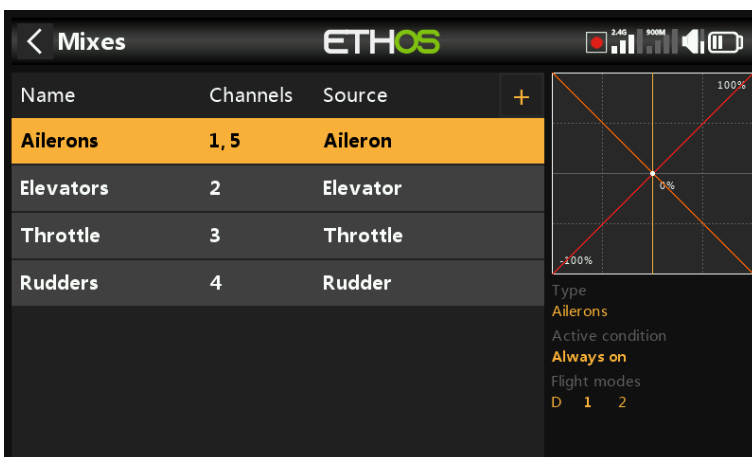 Mixes ETHOS 2.4G 900M
Name Channels Source +
Ailerons 1, 5 Aileron
Elevators 2 Elevator
Throttle 3 Throttle
Rudders 4 Rudder
100%
0%
-100%
Type
Ailerons
Active condition
Always on
Flight modes
D 1 2